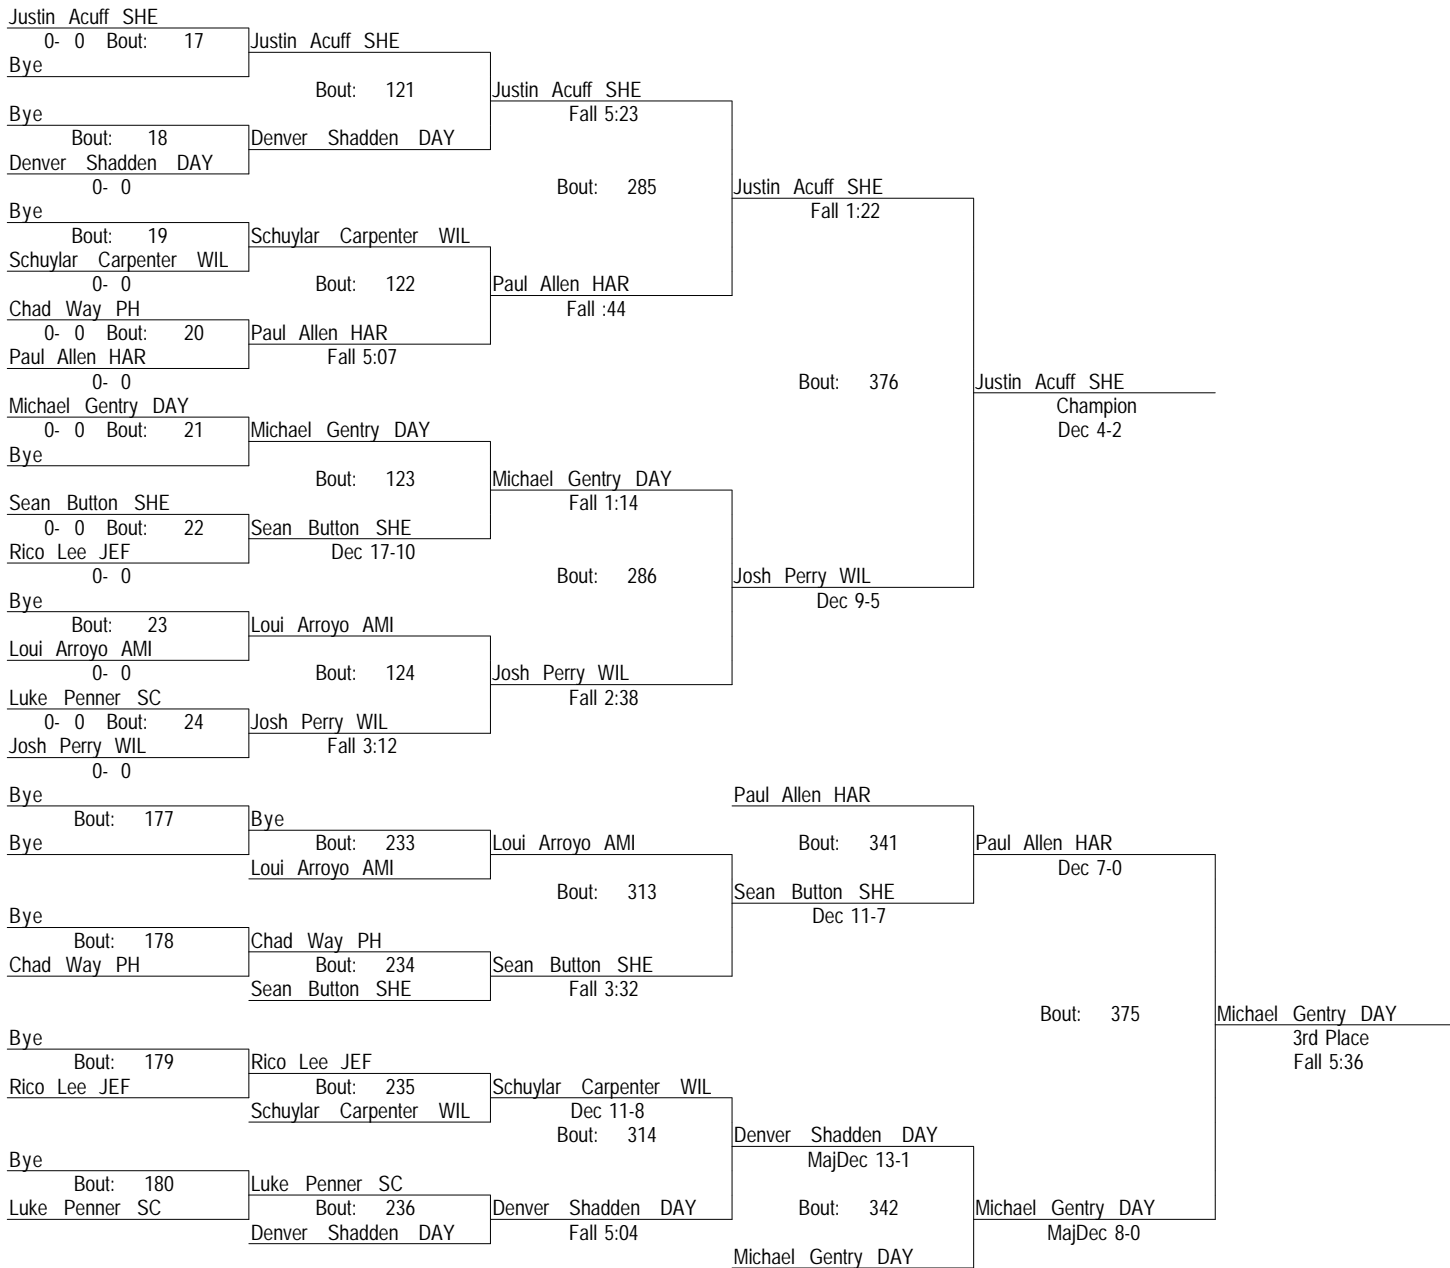 Justin Acuff SHE
0- 0 Bout: 17 Justin Acuff SHE
Bye
Bout: 121 Justin Acuff SHE
Bye Fall 5:23
Bout: 18 Denver Shadden DAY
Denver Shadden DAY
0- 0 Bout: 285 Justin Acuff SHE
Bye Fall 1:22
Bout: 19 Schuylar Carpenter WIL
Schuylar Carpenter WIL
0- 0 Bout: 122 Paul Allen HAR
Chad Way PH Fall :44
0- 0 Bout: 20 Paul Allen HAR
Paul Allen HAR Fall 5:07
0- 0 Bout: 376 Justin Acuff SHE
Michael Gentry DAY Champion
0- 0 Bout: 21 Michael Gentry DAY Dec 4-2
Bye
Bout: 123 Michael Gentry DAY
Sean Button SHE Fall 1:14
0- 0 Bout: 22 Sean Button SHE
Rico Lee JEF Dec 17-10
0- 0 Bout: 286 Josh Perry WIL
Bye Dec 9-5
Bout: 23 Loui Arroyo AMI
Loui Arroyo AMI
0- 0 Bout: 124 Josh Perry WIL
Luke Penner SC Fall 2:38
0- 0 Bout: 24 Josh Perry WIL
Josh Perry WIL Fall 3:12
0- 0
Bye Paul Allen HAR
Bout: 177 Bye
Bye Bout: 233 Loui Arroyo AMI Bout: 341 Paul Allen HAR
Loui Arroyo AMI Dec 7-0
Bout: 313 Sean Button SHE
Bye Dec 11-7
Bout: 178 Chad Way PH
Chad Way PH Bout: 234 Sean Button SHE
Sean Button SHE Fall 3:32
Bout: 375 Michael Gentry DAY
Bye 3rd Place
Bout: 179 Rico Lee JEF Fall 5:36
Rico Lee JEF Bout: 235 Schuylar Carpenter WIL
Schuylar Carpenter WIL Dec 11-8
Bout: 314 Denver Shadden DAY
Bye MajDec 13-1
Bout: 180 Luke Penner SC
Luke Penner SC Bout: 236 Denver Shadden DAY Bout: 342 Michael Gentry DAY
Denver Shadden DAY Fall 5:04 MajDec 8-0
Michael Gentry DAY